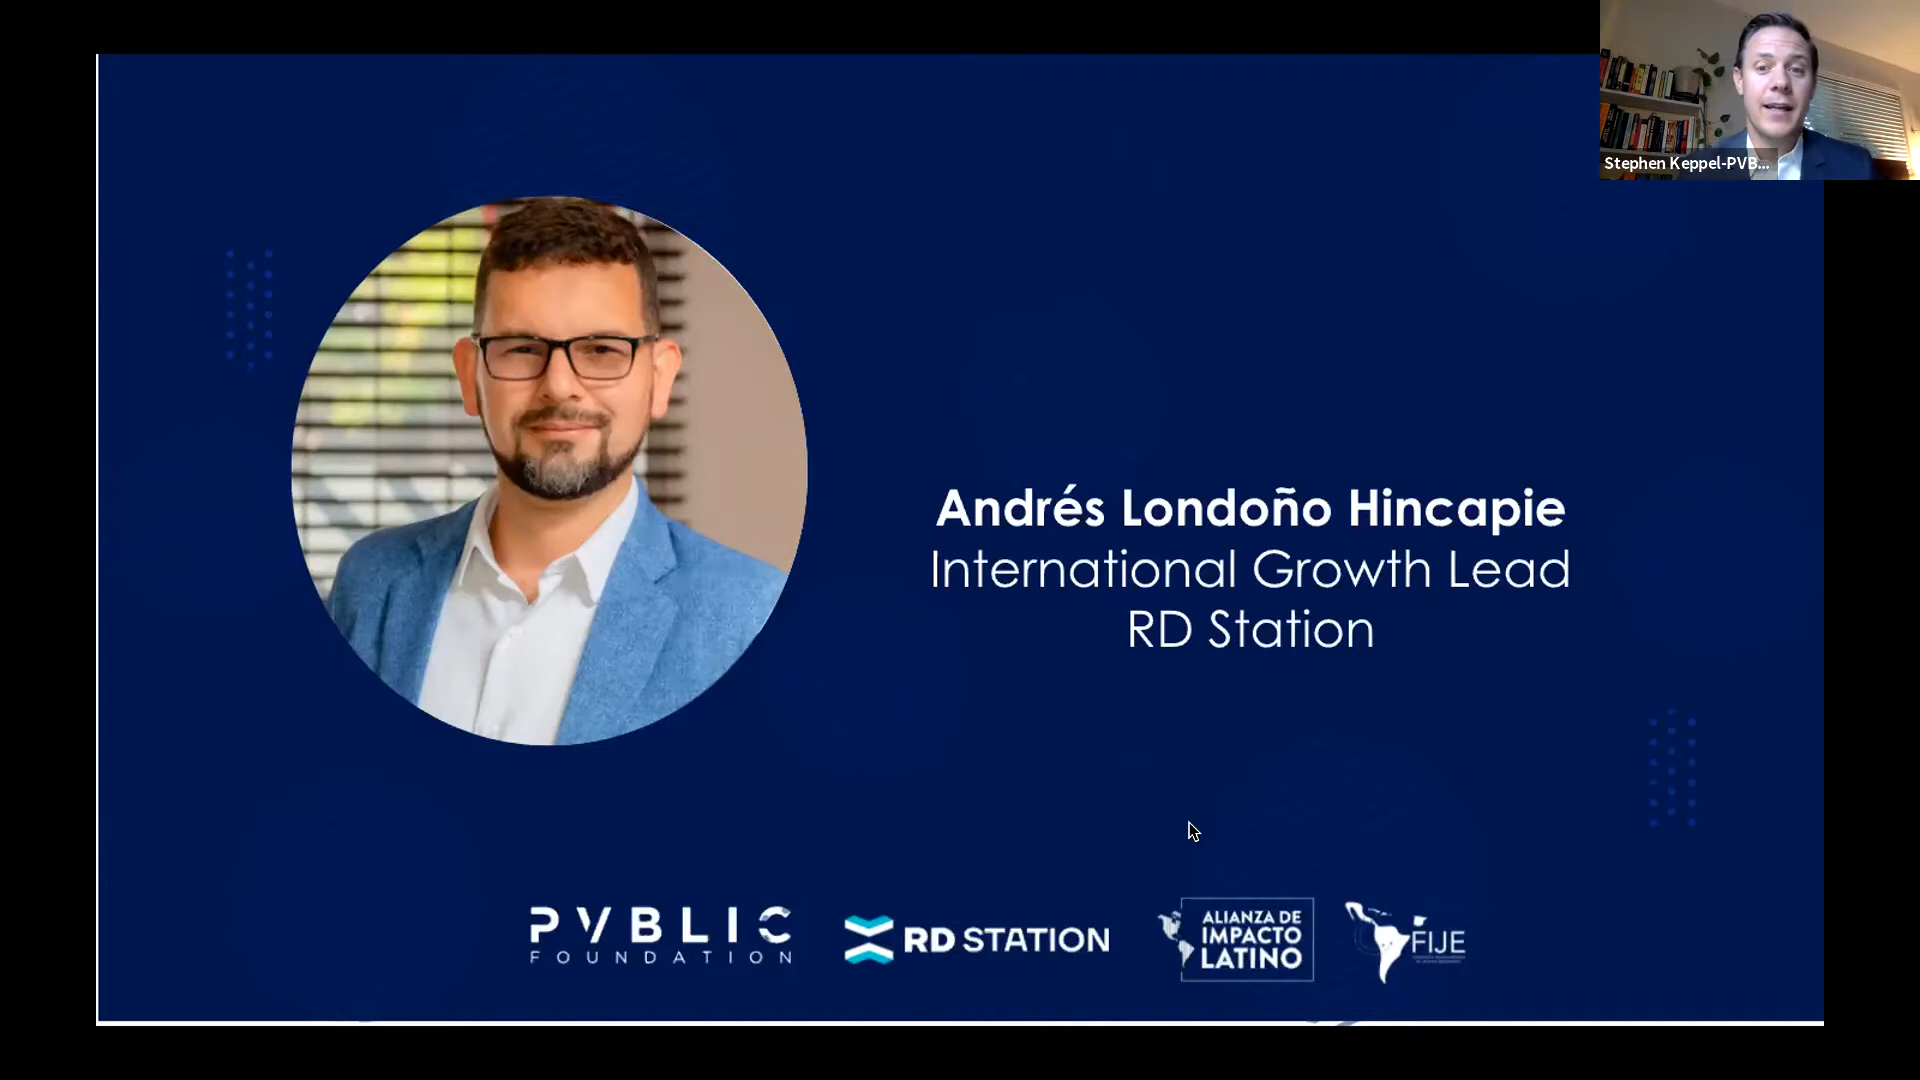 Stephen Keppel-PVB...
Andrés Londoño Hincapie
International Growth Lead
RD Station
PVBLIC
FOUNDATION
RD STATION
ALIANZA DE
IMPACTO
LATINO
FIJE